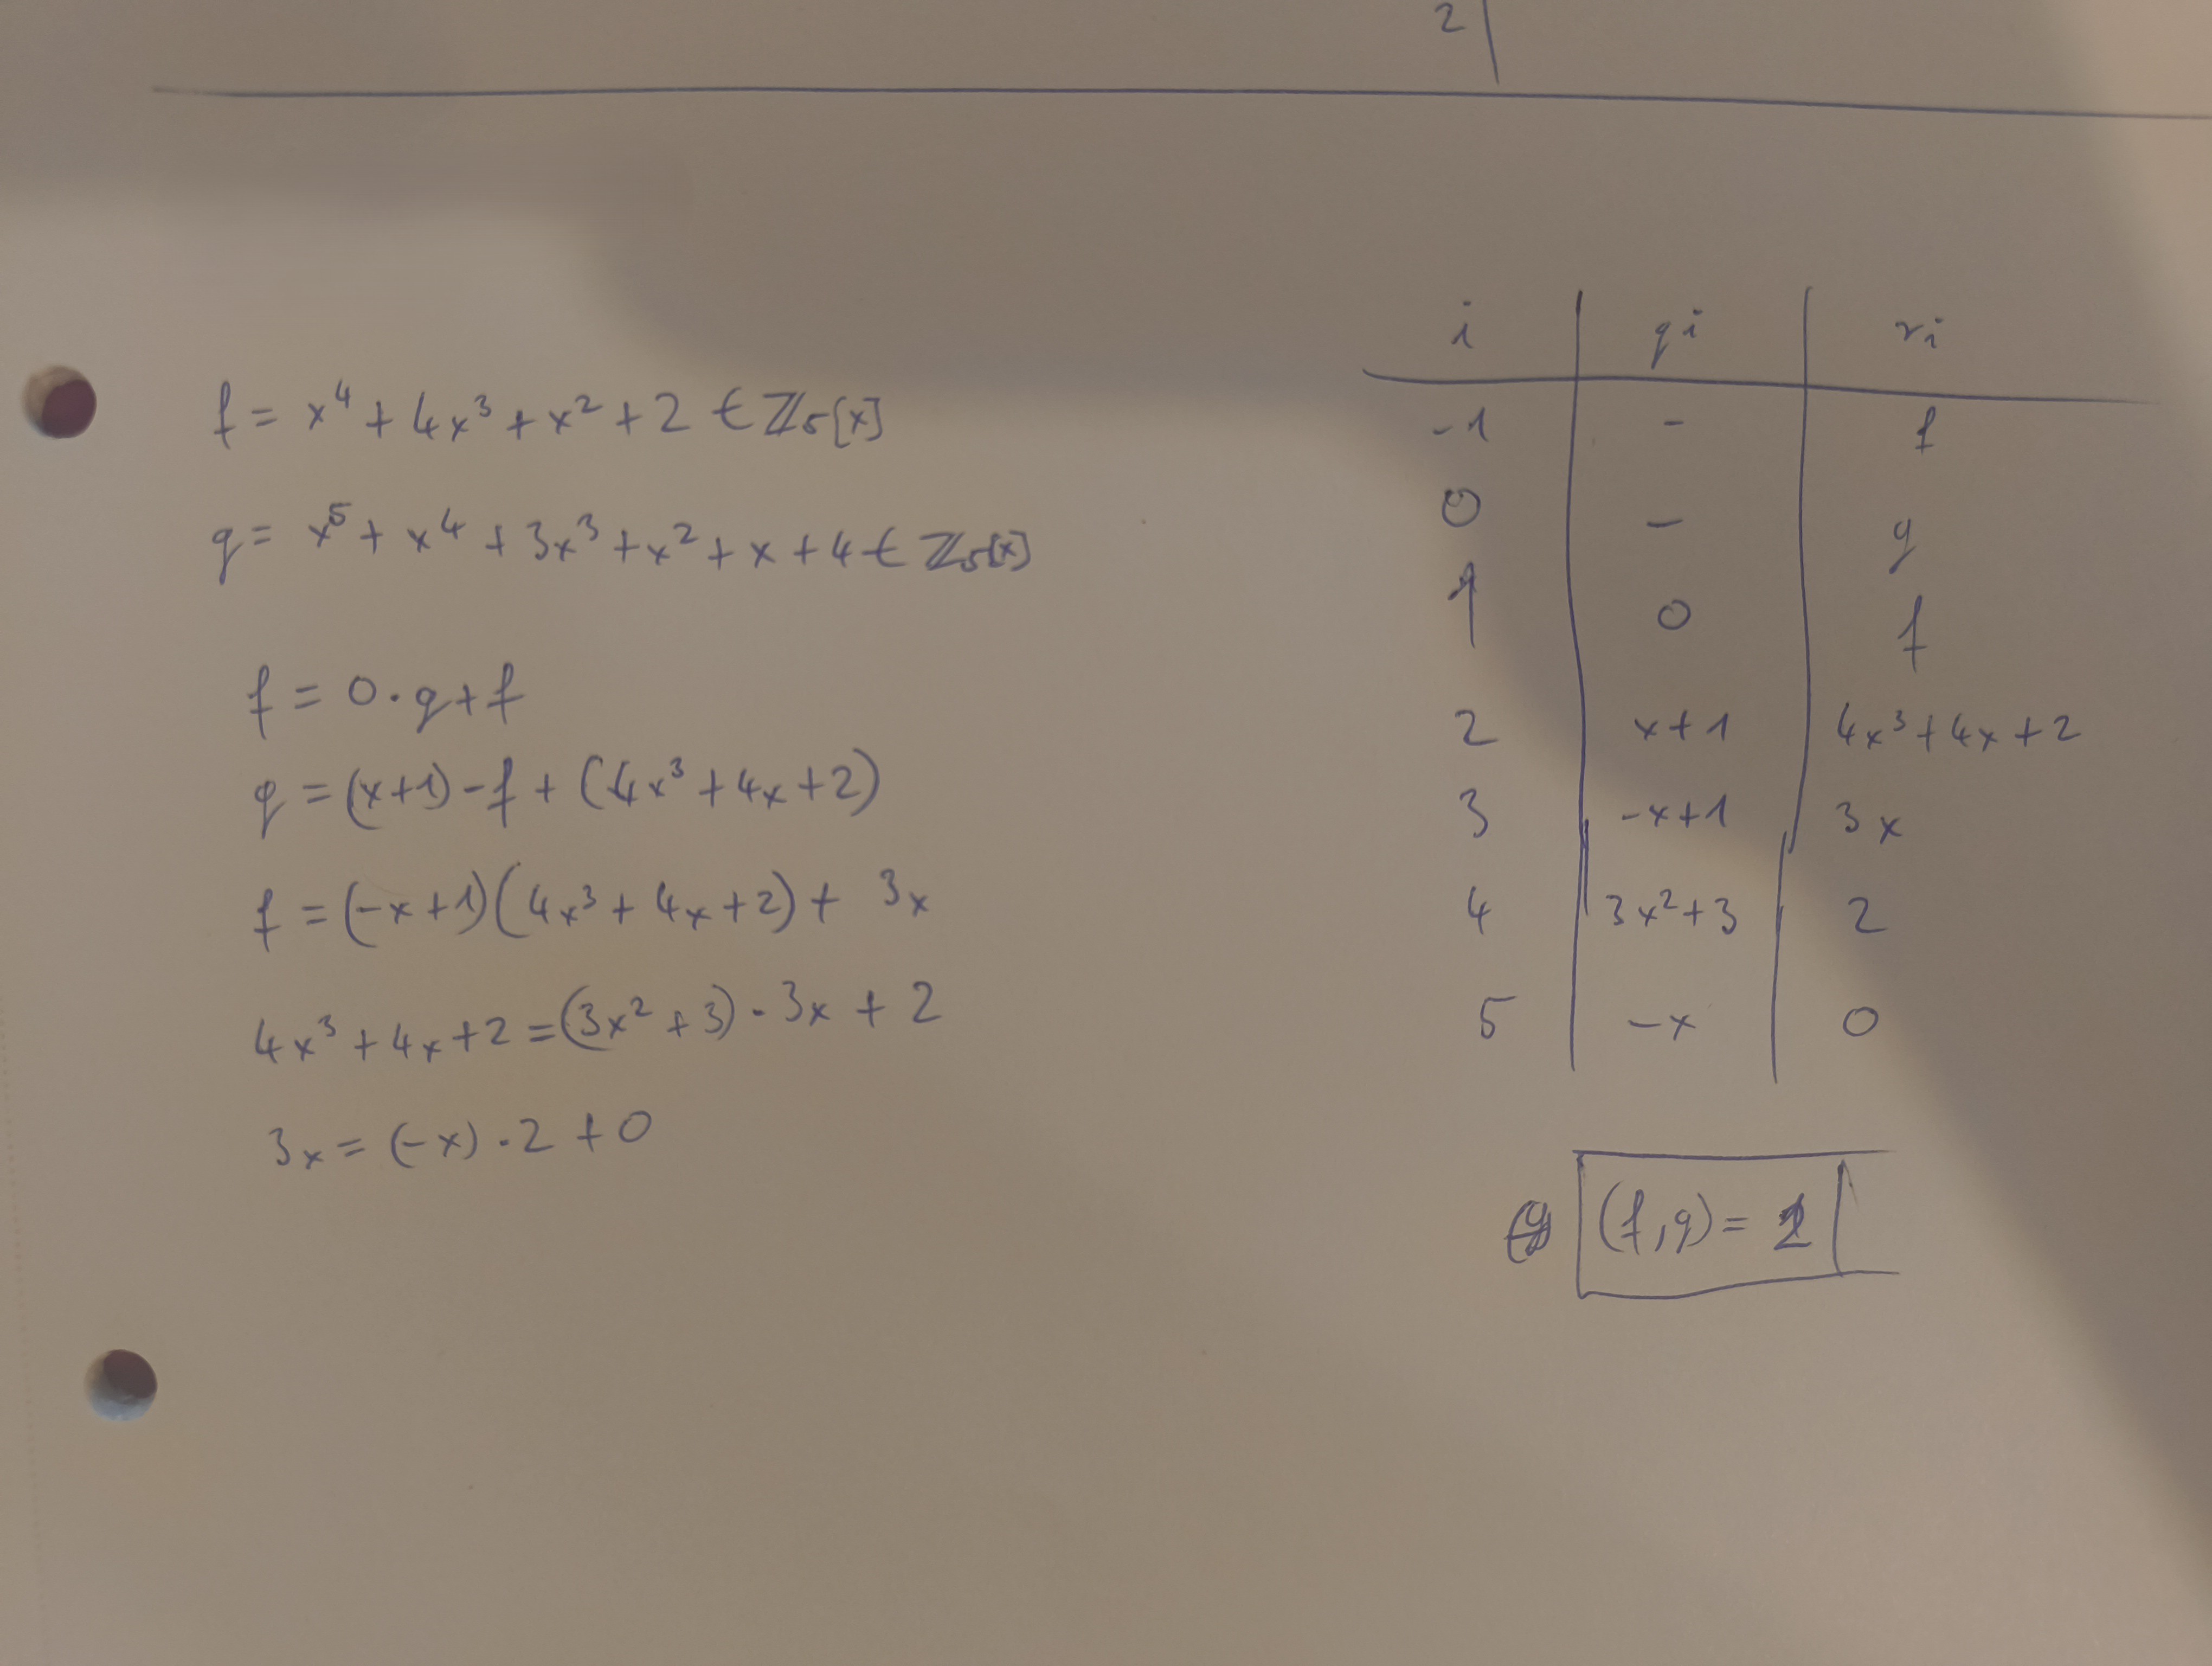 2
f = x⁴ + 4x³ + x² + 2 ∈ ℤ₅[x]
g = x⁵ + x⁴ + 3x³ + x² + x + 4 ∈ ℤ₅[x]
f = 0 · g + f
g = (x+1) · f + (4x³ + 4x + 2)
f = (-x+1)(4x³ + 4x + 2) + 3x
4x³ + 4x + 2 = (3x² + 3) · 3x + 2
3x = (-x) · 2 + 0
i | qi | ri
-1 | - | f
0 | - | g
1 | 0 | f
2 | x+1 | 4x³ + 4x + 2
3 | -x+1 | 3x
4 | 3x²+3 | 2
5 | -x | 0
(f,g) =